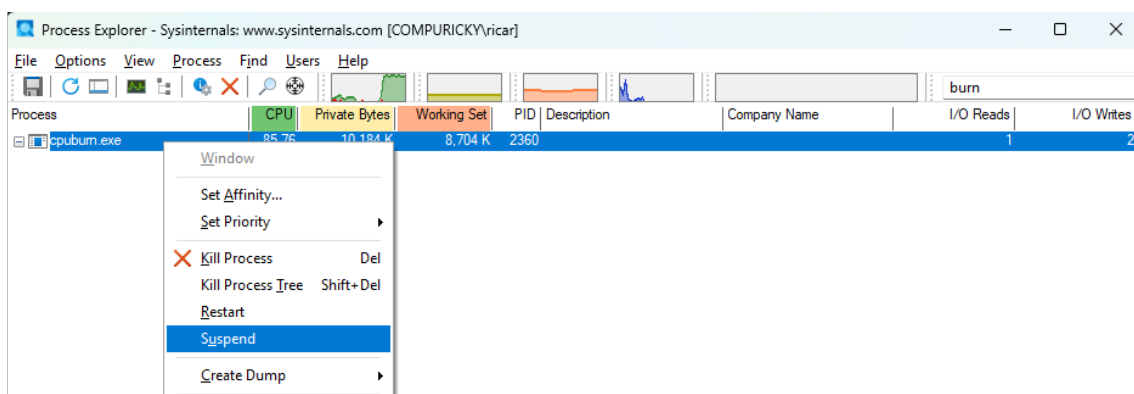 Process Explorer - Sysinternals: www.sysinternals.com [COMPURICKY\ricar]
File Options View Process Find Users Help
burn
Process CPU Private Bytes Working Set PID Description Company Name I/O Reads I/O Writes
cpuburn.exe 85.76 10,184 K 8,704 K 2360 1 2
Window
Set Affinity...
Set Priority
Kill Process Del
Kill Process Tree Shift+Del
Restart
Suspend
Create Dump